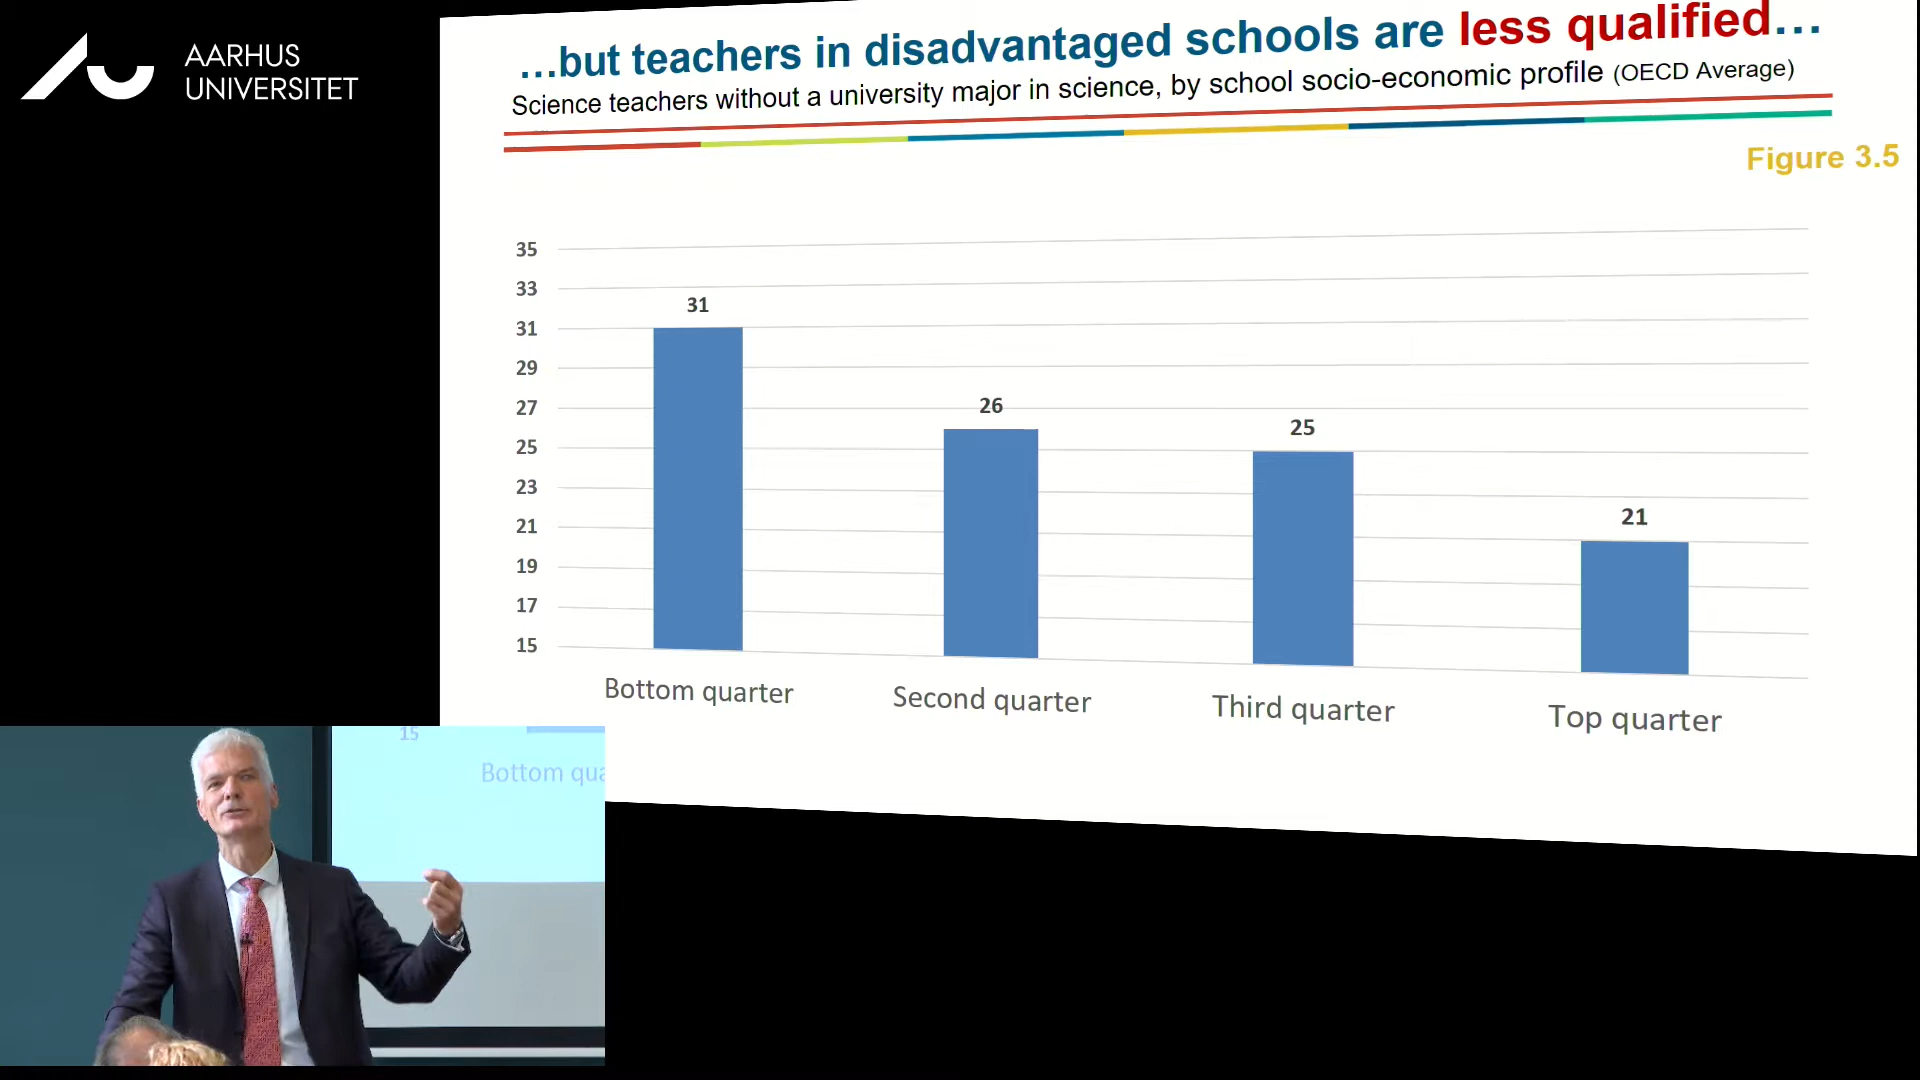 AARHUS
UNIVERSITET
…but teachers in disadvantaged schools are less qualified…
Science teachers without a university major in science, by school socio-economic profile (OECD Average)
Figure 3.5
35
33
31
29
27
25
23
21
19
17
15
31
26
25
21
Bottom quarter
Second quarter
Third quarter
Top quarter
15
Bottom qua